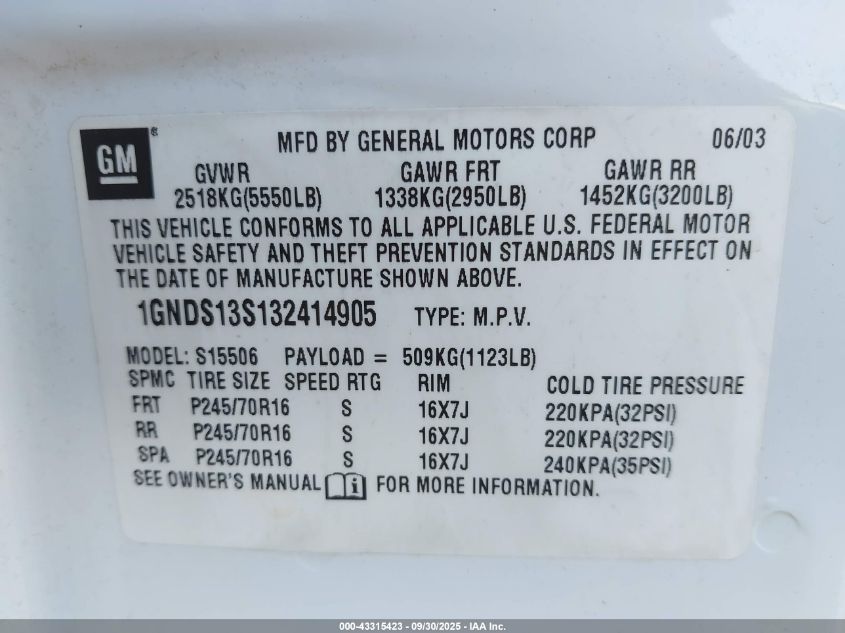 GM ® MFD BY GENERAL MOTORS CORP 06/03
GVWR GAWR FRT GAWR RR
2518KG(5550LB) 1338KG(2950LB) 1452KG(3200LB)
THIS VEHICLE CONFORMS TO ALL APPLICABLE U.S. FEDERAL MOTOR
VEHICLE SAFETY AND THEFT PREVENTION STANDARDS IN EFFECT ON
THE DATE OF MANUFACTURE SHOWN ABOVE.
1GNDS13S132414905 TYPE: M.P.V.
MODEL: S15506 PAYLOAD = 509KG(1123LB)
SPMC TIRE SIZE SPEED RTG RIM COLD TIRE PRESSURE
FRT P245/70R16 S 16X7J 220KPA(32PSI)
RR P245/70R16 S 16X7J 220KPA(32PSI)
SPA P245/70R16 S 16X7J 240KPA(35PSI)
SEE OWNER'S MANUAL i FOR MORE INFORMATION.
000-43315423 - 09/30/2025 - IAA Inc.